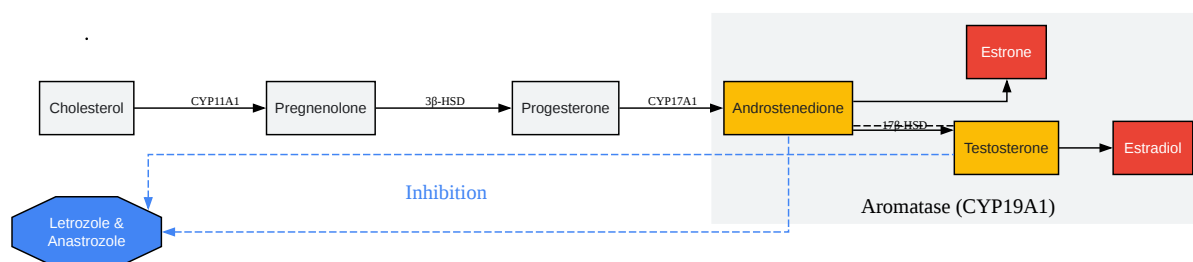 .
Estrone
Cholesterol
CYP11A1
Pregnenolone
3β-HSD
Progesterone
CYP17A1
Androstenedione
17β-HSD
Testosterone
Estradiol
Inhibition
Aromatase (CYP19A1)
Letrozole &
Anastrozole